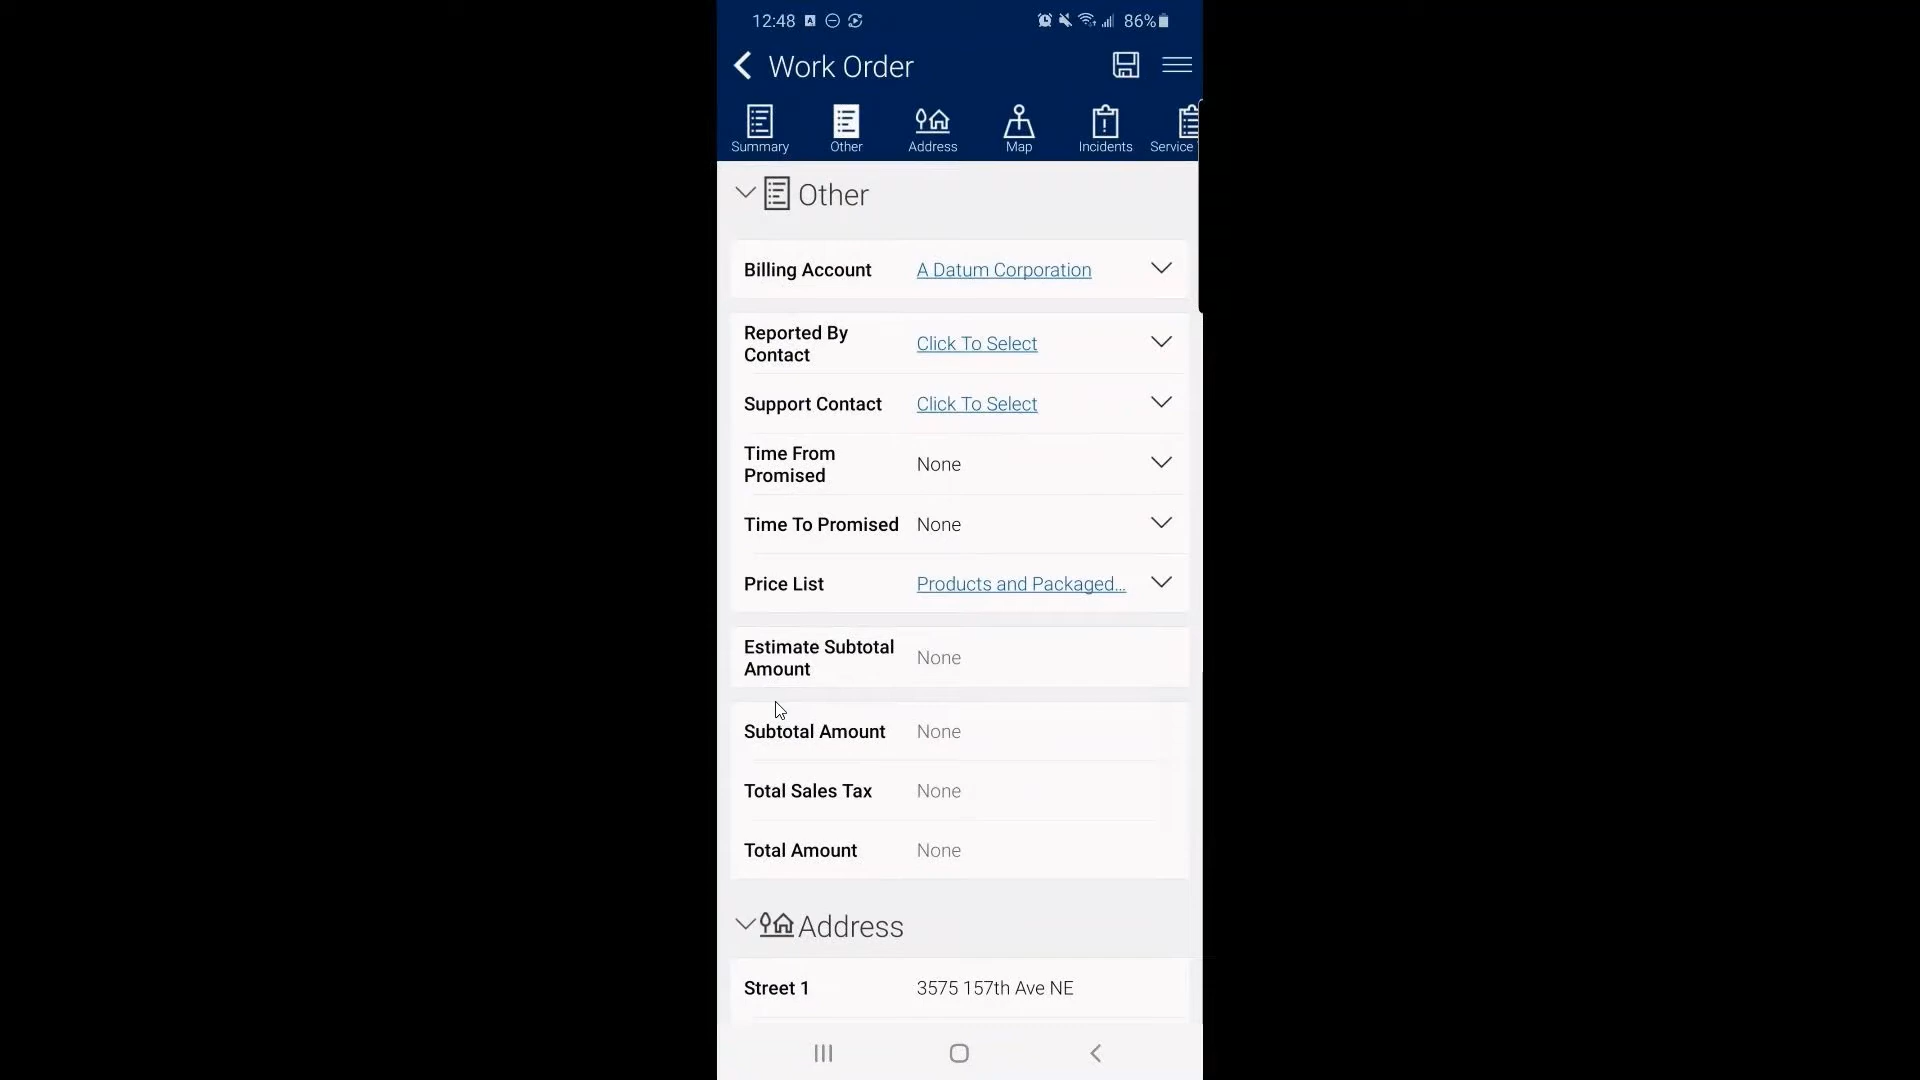 12:48 86%
Work Order
Summary Other Address Map Incidents Service
Other
Billing Account A Datum Corporation
Reported By
Contact
Click To Select
Support Contact Click To Select
Time From
Promised
None
Time To Promised None
Price List Products and Packaged...
Estimate Subtotal
Amount
None
Subtotal Amount None
Total Sales Tax None
Total Amount None
Address
Street 1 3575 157th Ave NE